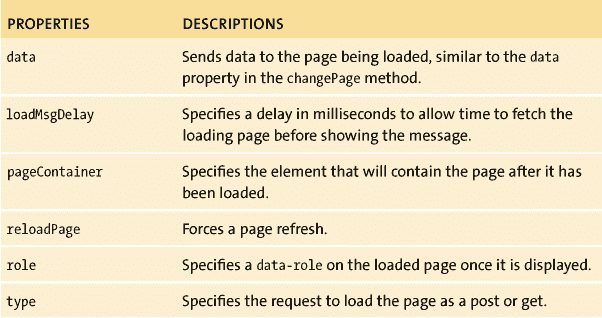 PROPERTIES DESCRIPTIONS
data Sends data to the page being loaded, similar to the data
property in the changePage method.
loadMsgDelay Specifies a delay in milliseconds to allow time to fetch the
loading page before showing the message.
pageContainer Specifies the element that will contain the page after it has
been loaded.
reloadPage Forces a page refresh.
role Specifies a data-role on the loaded page once it is displayed.
type Specifies the request to load the page as a post or get.